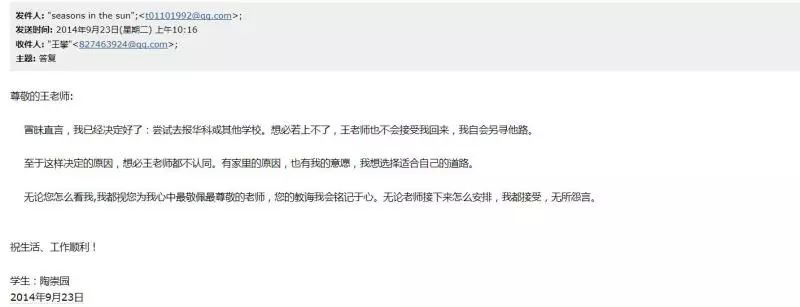 发件人: "seasons in the sun";<t01101992@qq.com>;
发送时间: 2014年9月23日(星期二) 上午10:16
收件人: "王攀"<827463924@qq.com>;
主题: 答复
尊敬的王老师:
冒昧直言，我已经决定好了：尝试去报华科或其他学校。想必若上不了，王老师也不会接受我回来，我自会另寻他路。
至于这样决定的原因，想必王老师都不认同。有家里的原因，也有我的意愿，我想选择适合自己的道路。
无论您怎么看我,我都视您为我心中最敬佩最尊敬的老师，您的教诲我会铭记于心。无论老师接下来怎么安排，我都接受，无所怨言。
祝生活、工作顺利！
学生：陶崇园
2014年9月23日